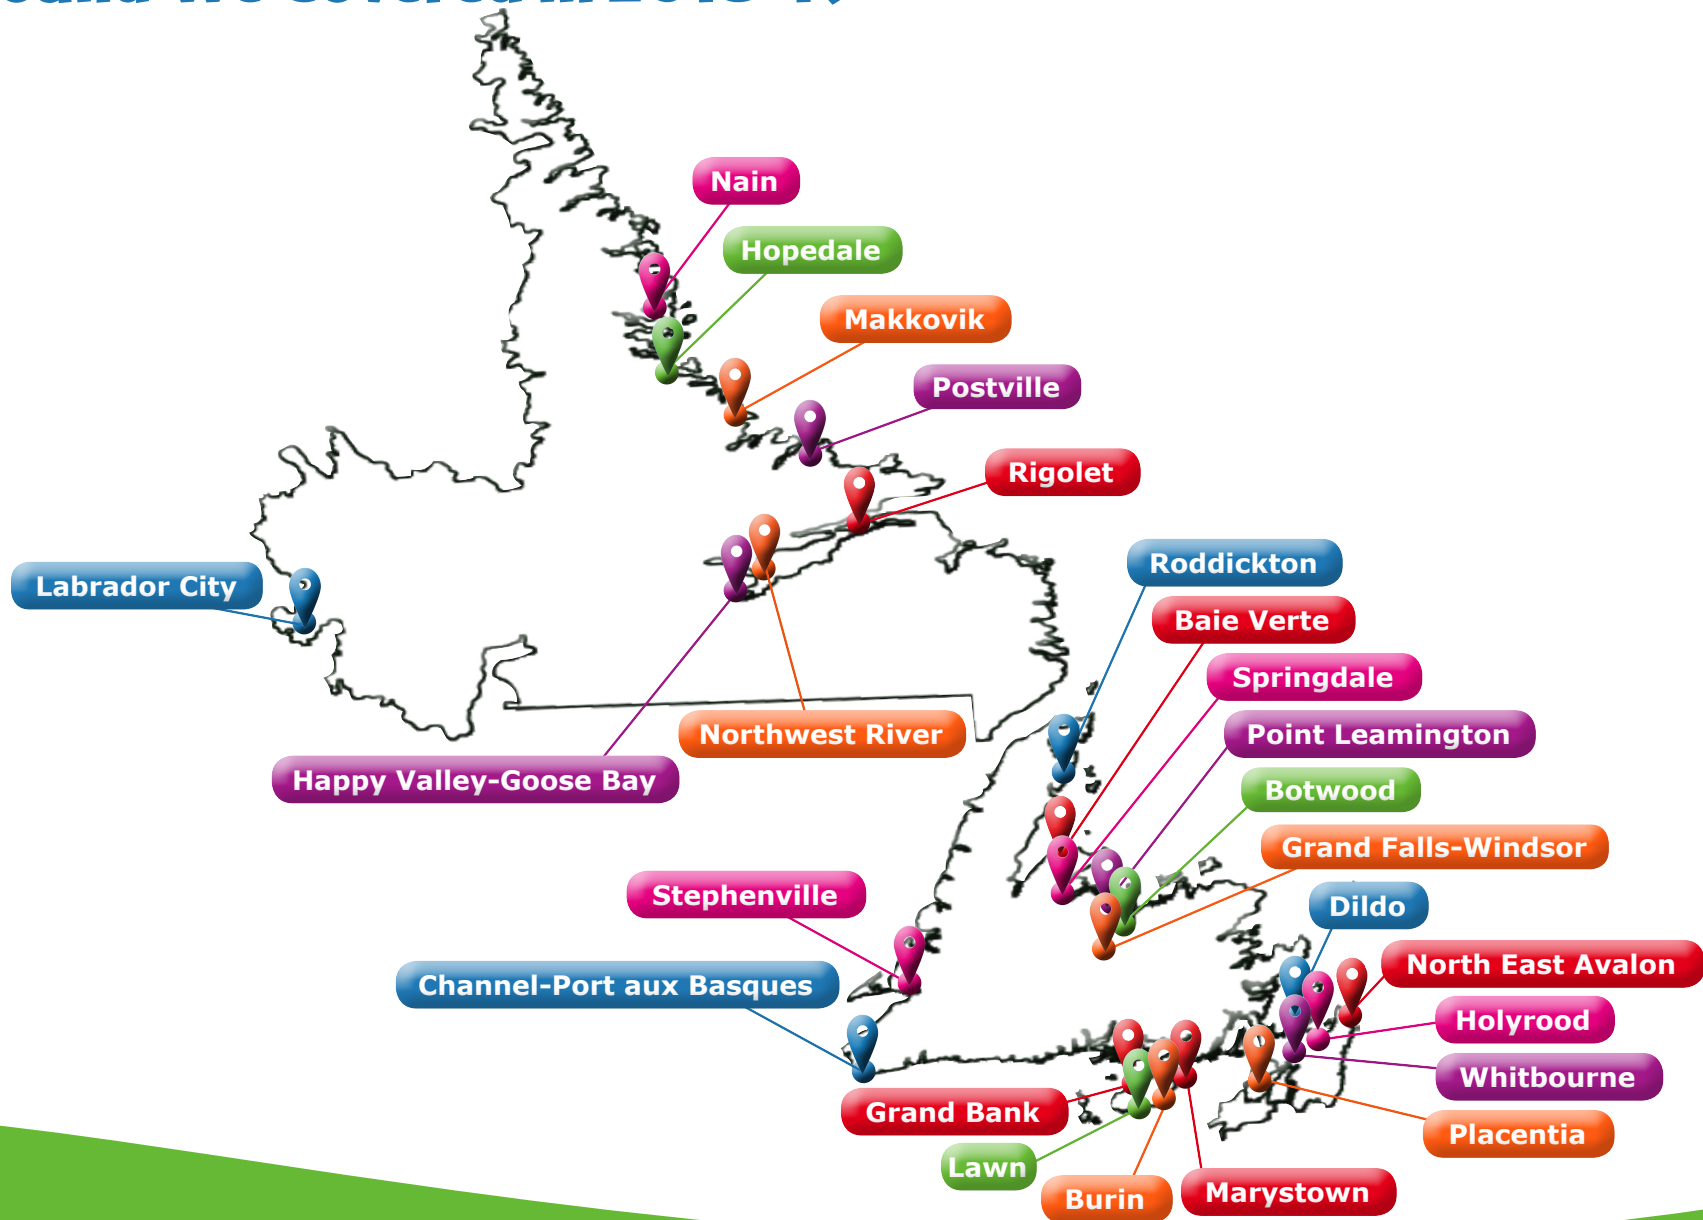 Nain
Hopedale
Makkovik
Postville
Rigolet
Labrador City
Roddickton
Baie Verte
Springdale
Northwest River
Point Leamington
Happy Valley-Goose Bay
Botwood
Grand Falls-Windsor
Stephenville
Dildo
North East Avalon
Channel-Port aux Basques
Holyrood
Whitbourne
Grand Bank
Placentia
Lawn
Burin
Marystown